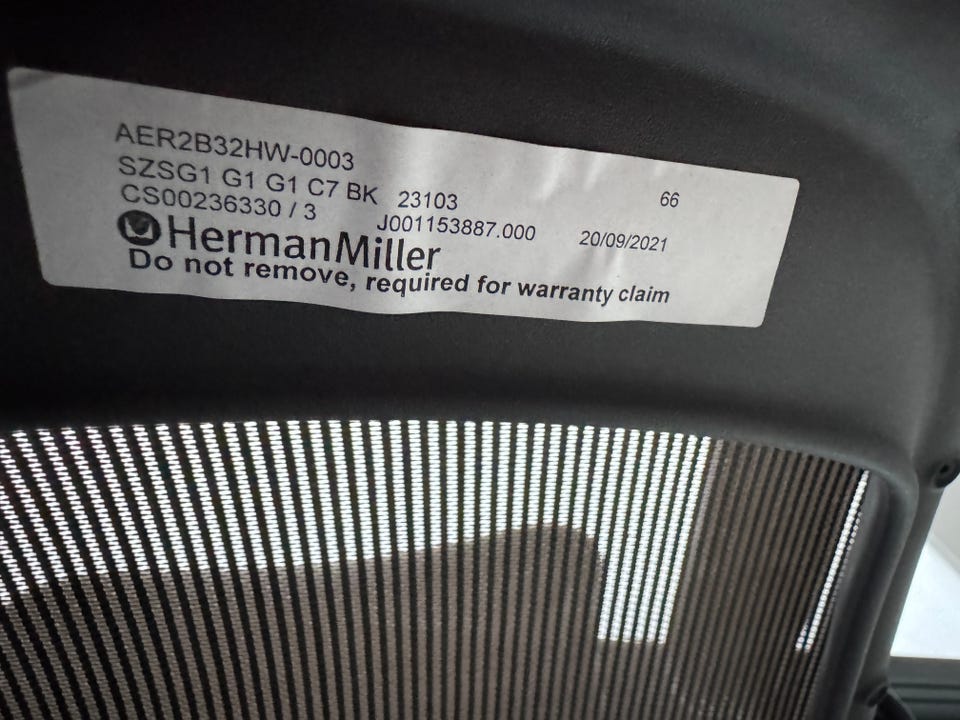 AER2B32HW-0003
SZSG1 G1 G1 C7 BK 23103 66
CS00236330 / 3 J001153887.000 20/09/2021
HermanMiller
Do not remove, required for warranty claim